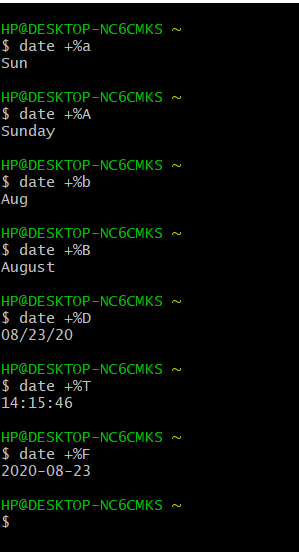 HP@DESKTOP-NC6CMKS ~
$ date +%a
Sun
HP@DESKTOP-NC6CMKS ~
$ date +%A
Sunday
HP@DESKTOP-NC6CMKS ~
$ date +%b
Aug
HP@DESKTOP-NC6CMKS ~
$ date +%B
August
HP@DESKTOP-NC6CMKS ~
$ date +%D
08/23/20
HP@DESKTOP-NC6CMKS ~
$ date +%T
14:15:46
HP@DESKTOP-NC6CMKS ~
$ date +%F
2020-08-23
HP@DESKTOP-NC6CMKS ~
$